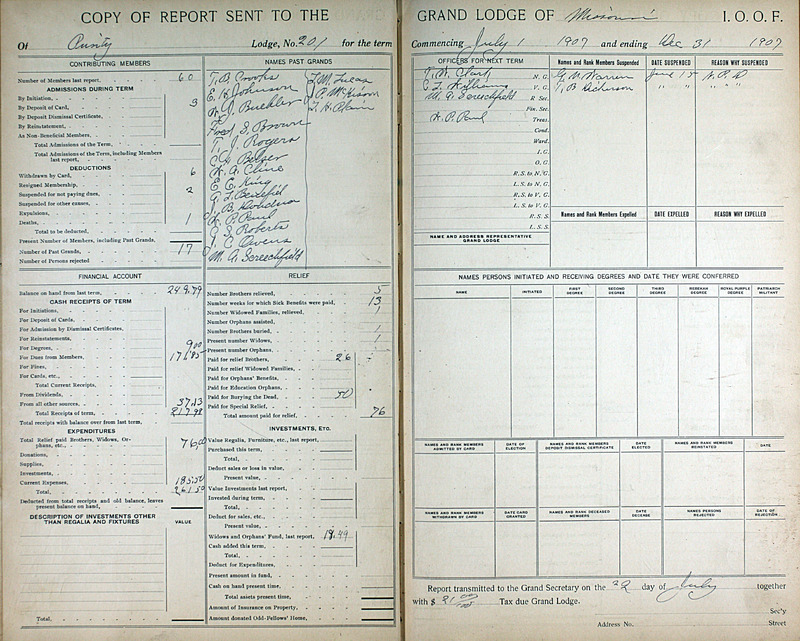 COPY OF REPORT SENT TO THE
Of Purity Lodge, No. 201 for the term
CONTRIBUTING MEMBERS
Number of Members last report, 60
ADMISSIONS DURING TERM
By Initiation,
By Deposit of Card, 3
By Deposit Dismissal Certificate,
By Reinstatement,
As Non-Beneficial Members,
Total Admissions of the Term,
Total Admissions of the Term, including Members last report,
DEDUCTIONS
Withdrawn by Card, 6
Resigned Membership,
Suspended for not paying dues, 2
Suspended for other causes,
Expulsions,
Deaths, 1
Total to be deducted,
Present Number of Members, including Past Grands,
Number of Past Grands, 17
Number of Persons rejected
NAMES PAST GRANDS
T. B. Crooks
E. K. Johnson
Buckler
Fred S. Brown
T. J. Rogers
Belzer
H. A. Cline
E. E. King
H. P. Paul
G. S. Roberts
J. C. Owens
M. A. Screechfield
J. M. Lucas
J. P. McKisson
J. H. Blain
FINANCIAL ACCOUNT
Balance on hand from last term, 249.79
CASH RECEIPTS OF TERM
For Initiations,
For Deposit of Cards,
For Admission by Dismissal Certificates,
For Reinstatements,
For Degrees, 9.00
For Dues from Members, 171.85
For Fines,
For Cards, etc.,
Total Current Receipts,
From Dividends,
From all other sources, 37.13
Total Receipts of term, 217.98
Total receipts with balance over from last term,
EXPENDITURES
Total Relief paid Brothers, Widows, Orphans, etc., 76.00
Donations,
Supplies,
Investments,
Current Expenses, 185.50
Total, 261.50
Deducted from total receipts and old balance, leaves present balance on hand,
DESCRIPTION OF INVESTMENTS OTHER THAN REGALIA AND FIXTURES
VALUE
Total,
RELIEF
Number Brothers relieved, 5
Number weeks for which Sick Benefits were paid, 13
Number Widowed Families, relieved, 1
Number Orphans assisted,
Number Brothers buried, 1
Present number Widows, 1
Present number Orphans,
Paid for relief Brothers, 26
Paid for relief Widowed Families,
Paid for Orphans' Benefits,
Paid for Education Orphans,
Paid for Burying the Dead, 50
Paid for Special Relief,
Total amount paid for relief, 76
INVESTMENTS, ETC.
Value Regalia, Furniture, etc., last report,
Purchased this term,
Total,
Deduct sales or loss in value,
Present value,
Value Investments last report,
Invested during term,
Total,
Deduct for sales, etc.,
Present value,
Widows and Orphans' Fund, last report, 19.49
Cash added this term,
Total,
Deduct for Expenditures,
Present amount in fund,
Cash on hand present time,
Total assets present time,
Amount of Insurance on Property,
Amount donated Odd-Fellows' Home,
GRAND LODGE OF Missouri I. O. O. F.
Commencing July 1 1907 and ending Dec 31 1907
OFFICERS FOR NEXT TERM
T. W. Clark N. G.
C. L. Williams V. G.
M. A. Screechfield R. Sec.
Fin. Sec.
H. P. Paul Treas.
Cond.
Ward.
I. G.
O. G.
R. S. to N. G.
L. S. to N. G.
R. S. to V. G.
L. S. to V. G.
R. S. S.
L. S. S.
NAME AND ADDRESS REPRESENTATIVE GRAND LODGE
Names and Rank Members Suspended DATE SUSPENDED REASON WHY SUSPENDED
G. W. Warren June 1st N. P. D
T. B. Dickerson " " " " "
Names and Rank Members Expelled DATE EXPELLED REASON WHY EXPELLED
NAMES PERSONS INITIATED AND RECEIVING DEGREES AND DATE THEY WERE CONFERRED
NAME INITIATED FIRST DEGREE SECOND DEGREE THIRD DEGREE REBEKAH DEGREE ROYAL PURPLE DEGREE PATRIARCH MILITANT
NAMES AND RANK MEMBERS ADMITTED BY CARD DATE OF ELECTION NAMES AND RANK MEMBERS DEPOSIT DISMISSAL CERTIFICATE DATE ELECTED NAMES AND RANK MEMBERS REINSTATED DATE
NAMES AND RANK MEMBERS WITHDRAWN BY CARD DATE CARD GRANTED NAMES AND RANK DECEASED MEMBERS DATE DECEASE NAMES PERSONS REJECTED DATE OF REJECTION
Report transmitted to the Grand Secretary on the 22 day of July together
with $ 21 00/100 Tax due Grand Lodge.
Sec'y
Address No. Street